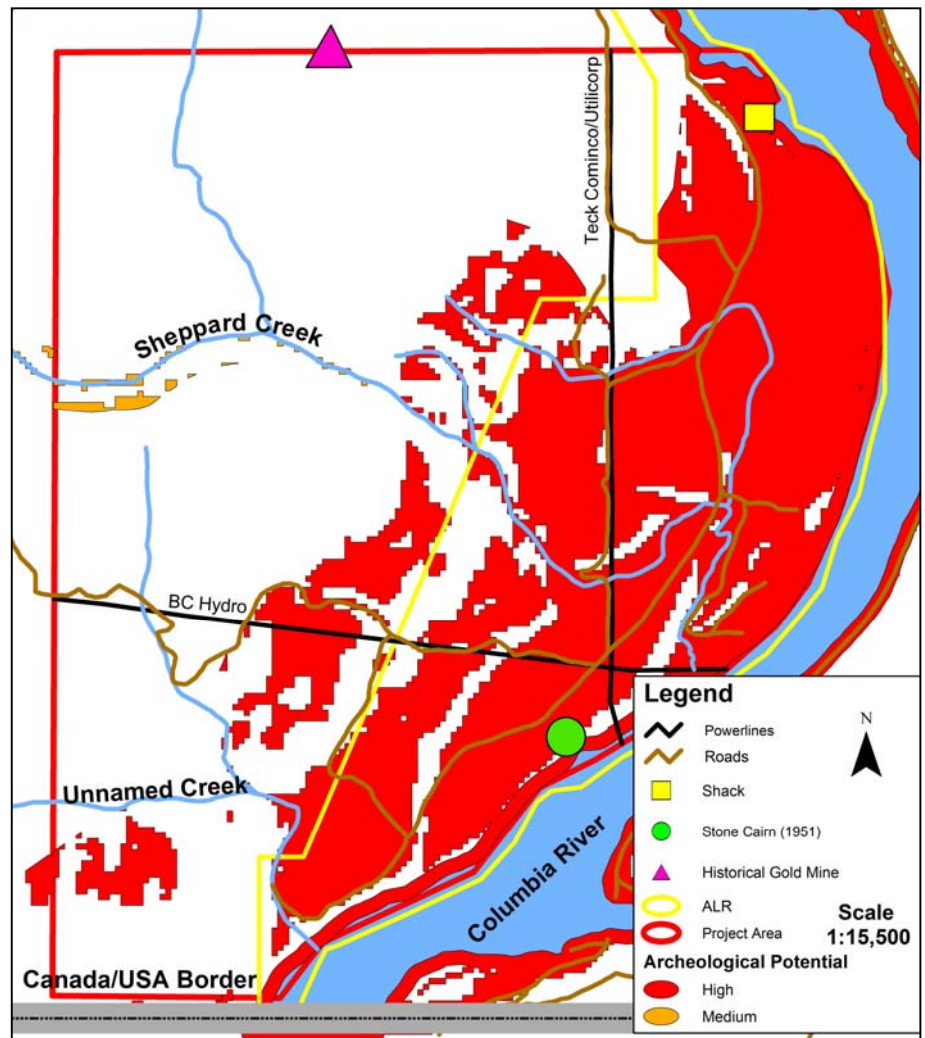 Teck Cominco/Utilicorp
Sheppard Creek
BC Hydro
Unnamed Creek
Columbia River
Canada/USA Border
Legend
N
Powerlines
Roads
Shack
Stone Cairn (1951)
Historical Gold Mine
ALR
Project Area
Scale
1:15,500
Archeological Potential
High
Medium